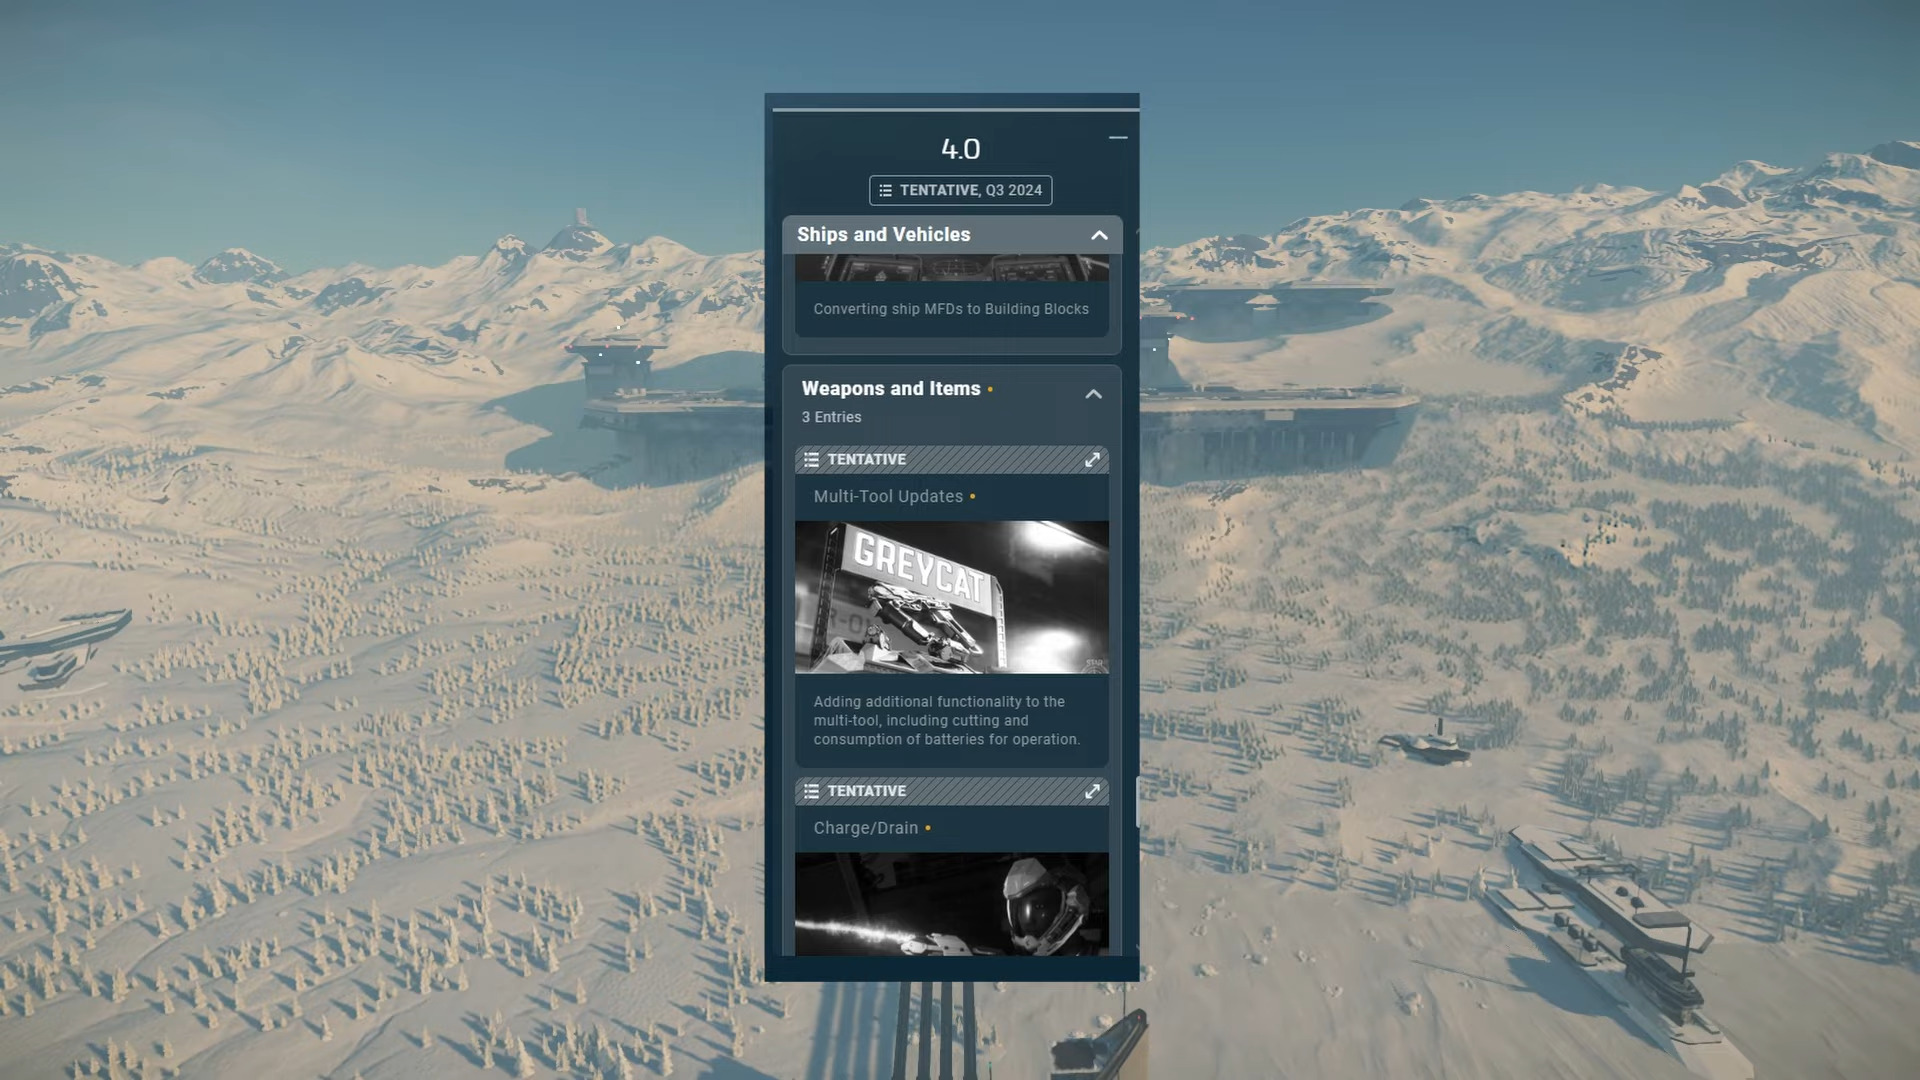 4.0
TENTATIVE, Q3 2024
Ships and Vehicles
Converting ship MFDs to Building Blocks
Weapons and Items
3 Entries
TENTATIVE
Multi-Tool Updates
GREYCAT
Adding additional functionality to the
multi-tool, including cutting and
consumption of batteries for operation.
TENTATIVE
Charge/Drain